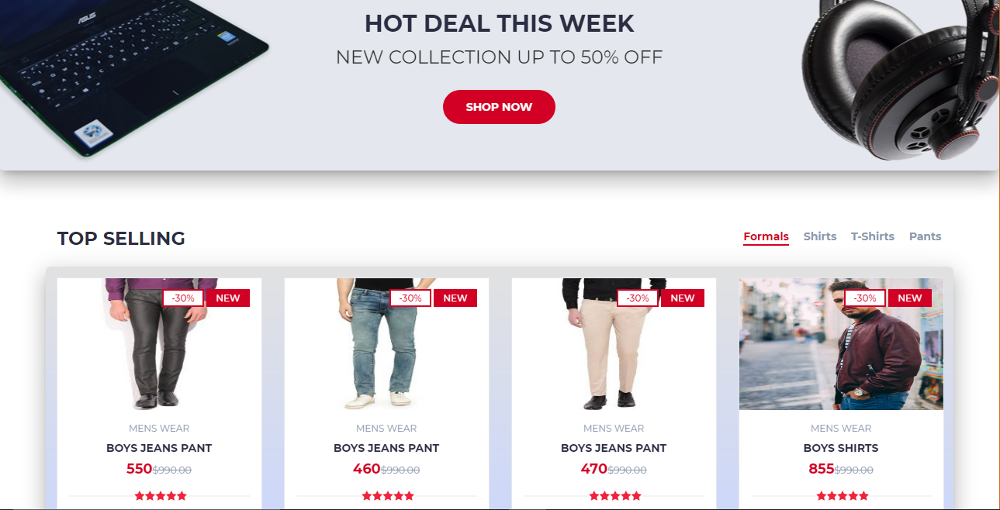 ASUS
HOT DEAL THIS WEEK
NEW COLLECTION UP TO 50% OFF
SHOP NOW
TOP SELLING
Formals Shirts T-Shirts Pants
-30% NEW
MENS WEAR
BOYS JEANS PANT
550$990.00
-30% NEW
MENS WEAR
BOYS JEANS PANT
460$990.00
-30% NEW
MENS WEAR
BOYS JEANS PANT
470$990.00
-30% NEW
MENS WEAR
BOYS SHIRTS
855$990.00